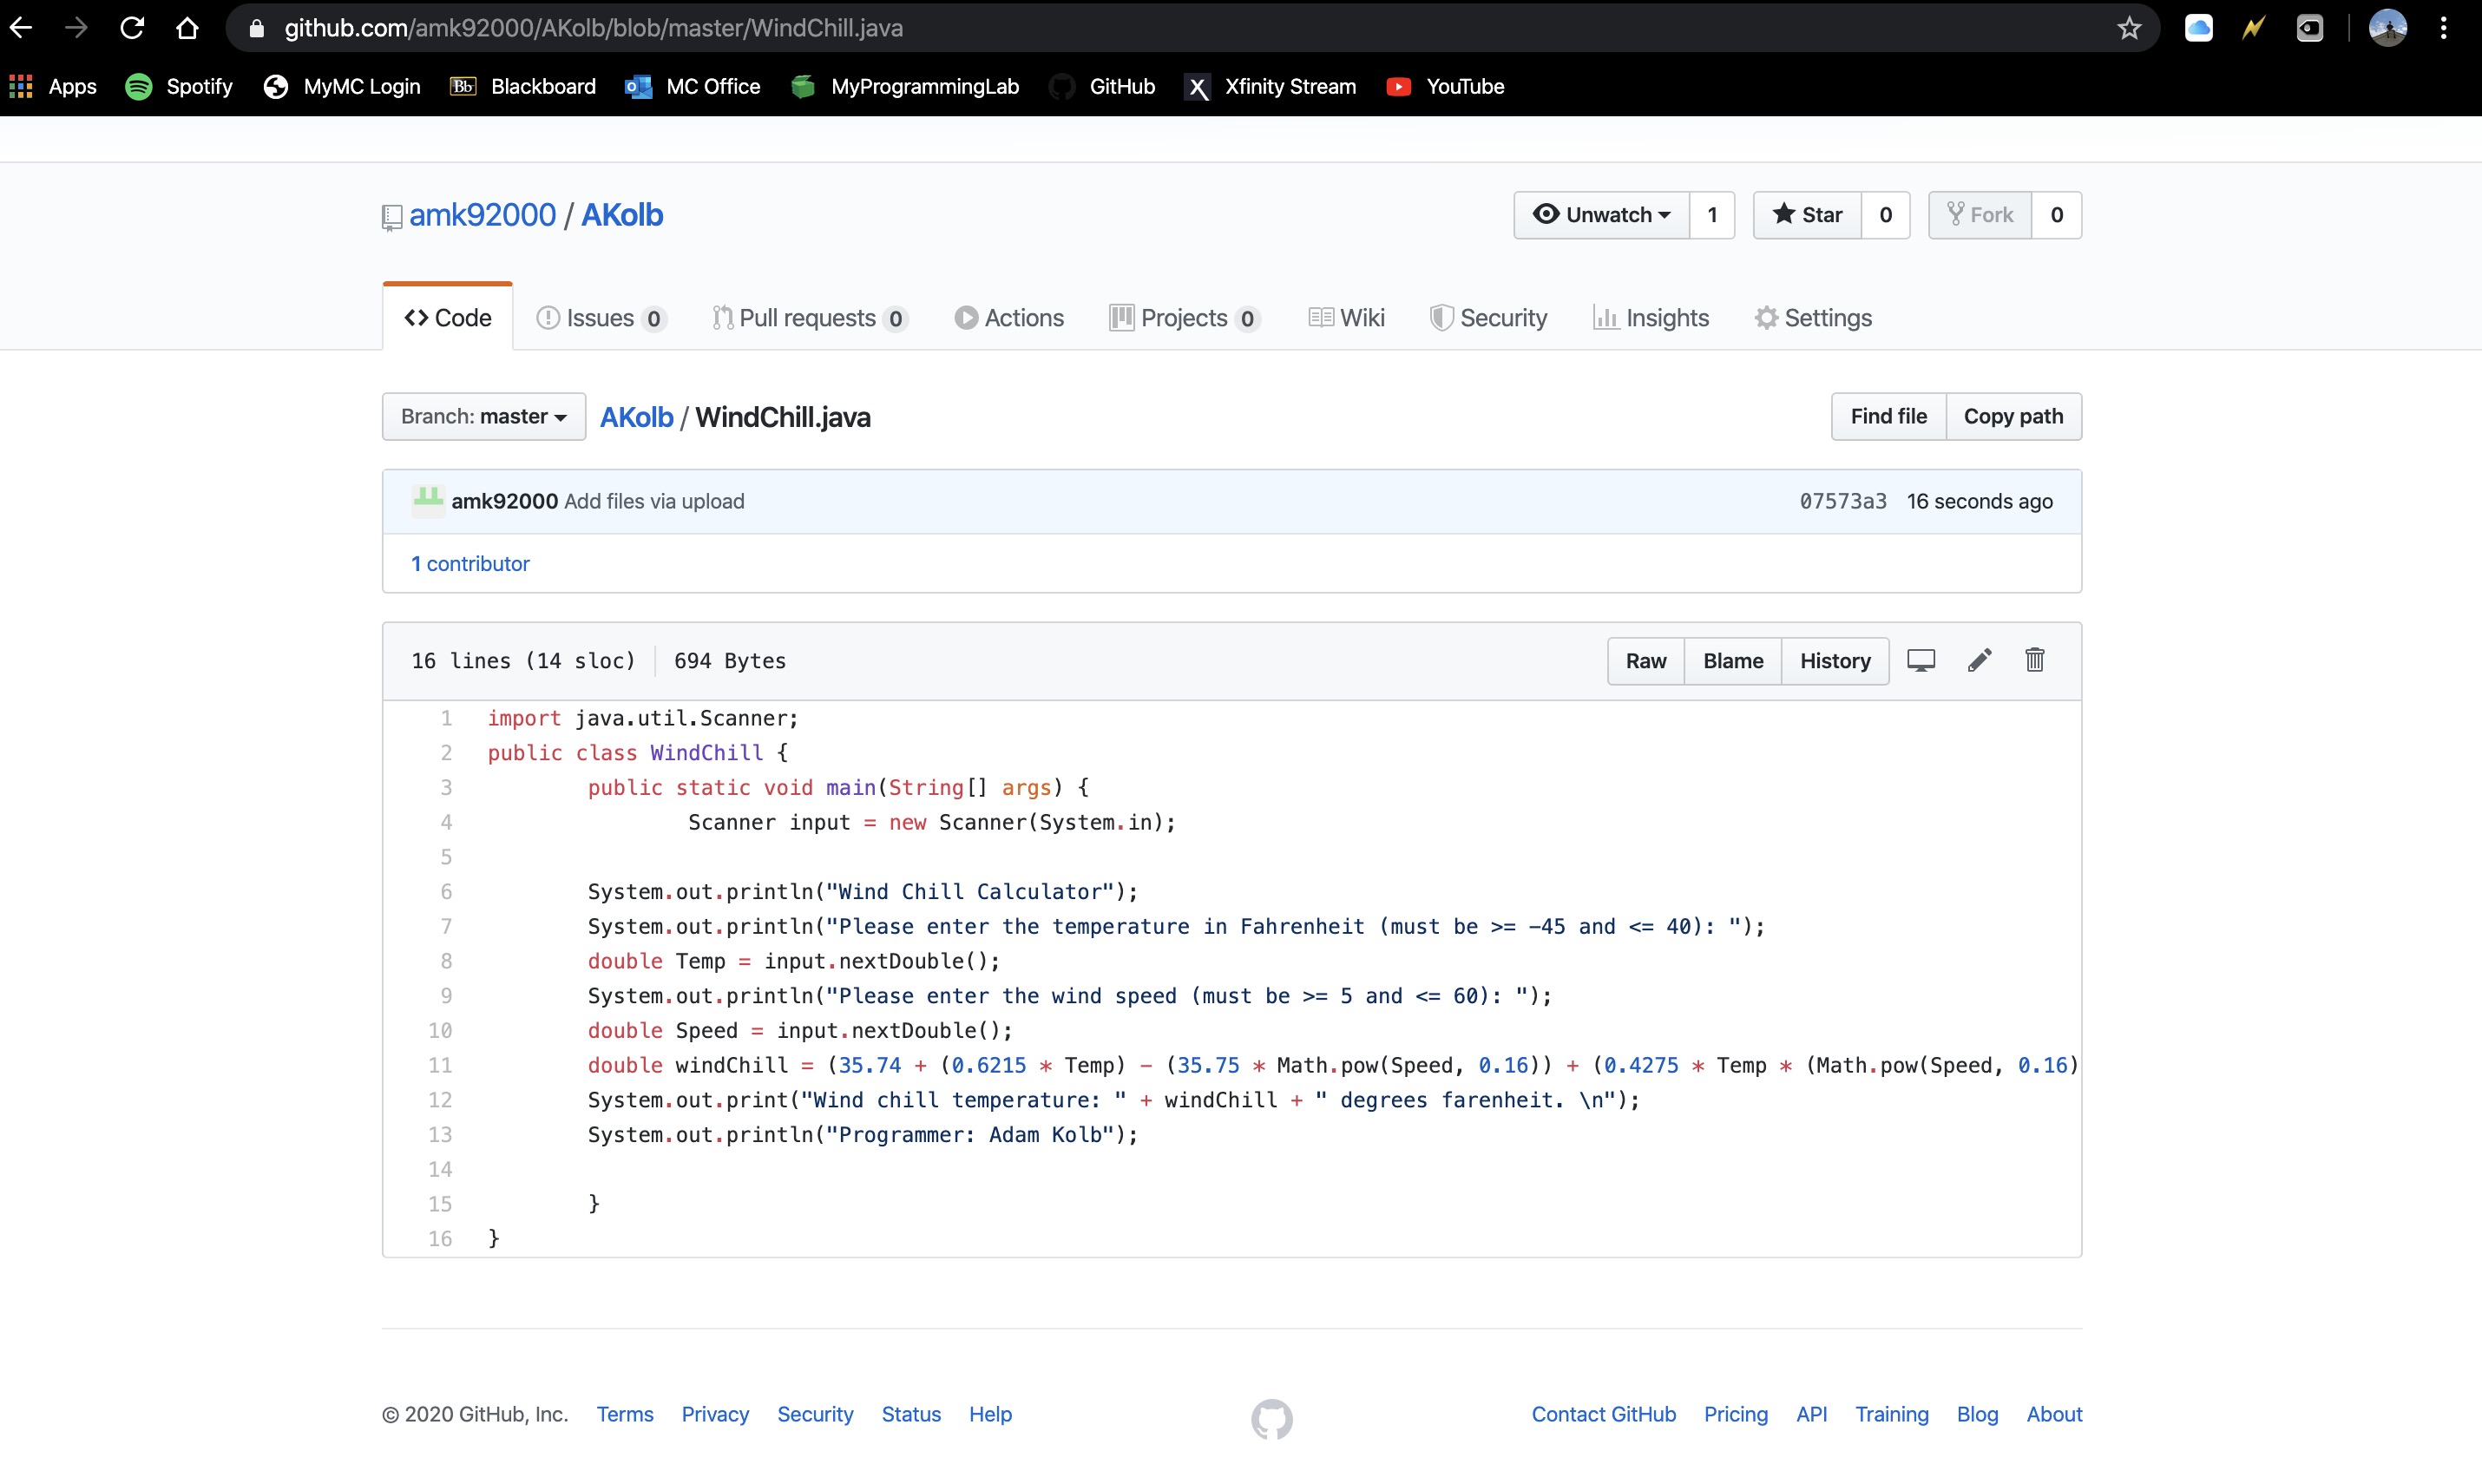 github.com/amk92000/AKolb/blob/master/WindChill.java
Apps Spotify MyMC Login Bb Blackboard MC Office MyProgrammingLab GitHub X Xfinity Stream YouTube
amk92000 / AKolb Unwatch 1 Star 0 Fork 0
Code Issues 0 Pull requests 0 Actions Projects 0 Wiki Security Insights Settings
Branch: master AKolb / WindChill.java Find file Copy path
amk92000 Add files via upload 07573a3 16 seconds ago
1 contributor
16 lines (14 sloc) 694 Bytes Raw Blame History
1 import java.util.Scanner;
2 public class WindChill {
3 public static void main(String[] args) {
4 Scanner input = new Scanner(System.in);
5
6 System.out.println("Wind Chill Calculator");
7 System.out.println("Please enter the temperature in Fahrenheit (must be >= -45 and <= 40): ");
8 double Temp = input.nextDouble();
9 System.out.println("Please enter the wind speed (must be >= 5 and <= 60): ");
10 double Speed = input.nextDouble();
11 double windChill = (35.74 + (0.6215 * Temp) - (35.75 * Math.pow(Speed, 0.16)) + (0.4275 * Temp * (Math.pow(Speed, 0.16)
12 System.out.print("Wind chill temperature: " + windChill + " degrees farenheit. \n");
13 System.out.println("Programmer: Adam Kolb");
14
15 }
16 }
© 2020 GitHub, Inc. Terms Privacy Security Status Help Contact GitHub Pricing API Training Blog About